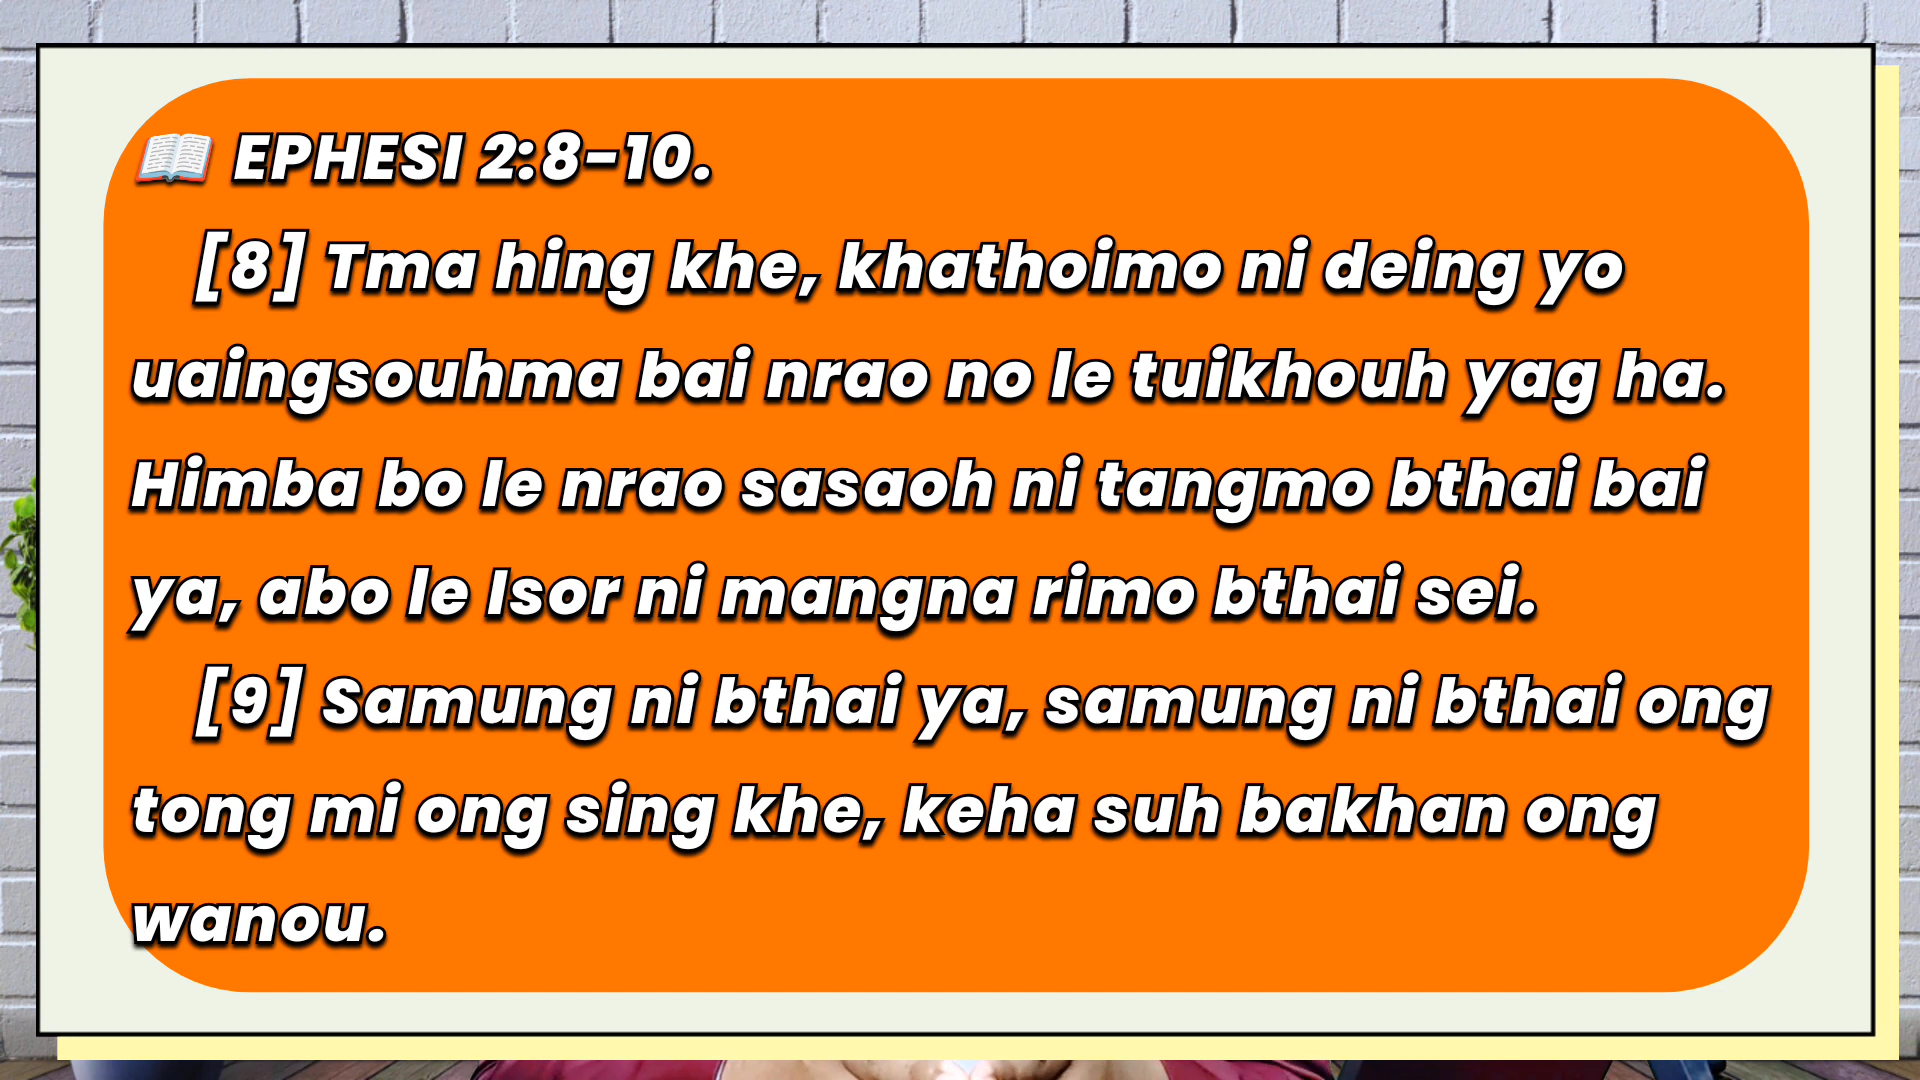 📖 EPHESI 2:8-10.
[8] Tma hing khe, khathoimo ni deing yo
uaingsouhma bai nrao no le tuikhouh yag ha.
Himba bo le nrao sasaoh ni tangmo bthai bai
ya, abo le Isor ni mangna rimo bthai sei.
[9] Samung ni bthai ya, samung ni bthai ong
tong mi ong sing khe, keha suh bakhan ong
wanou.